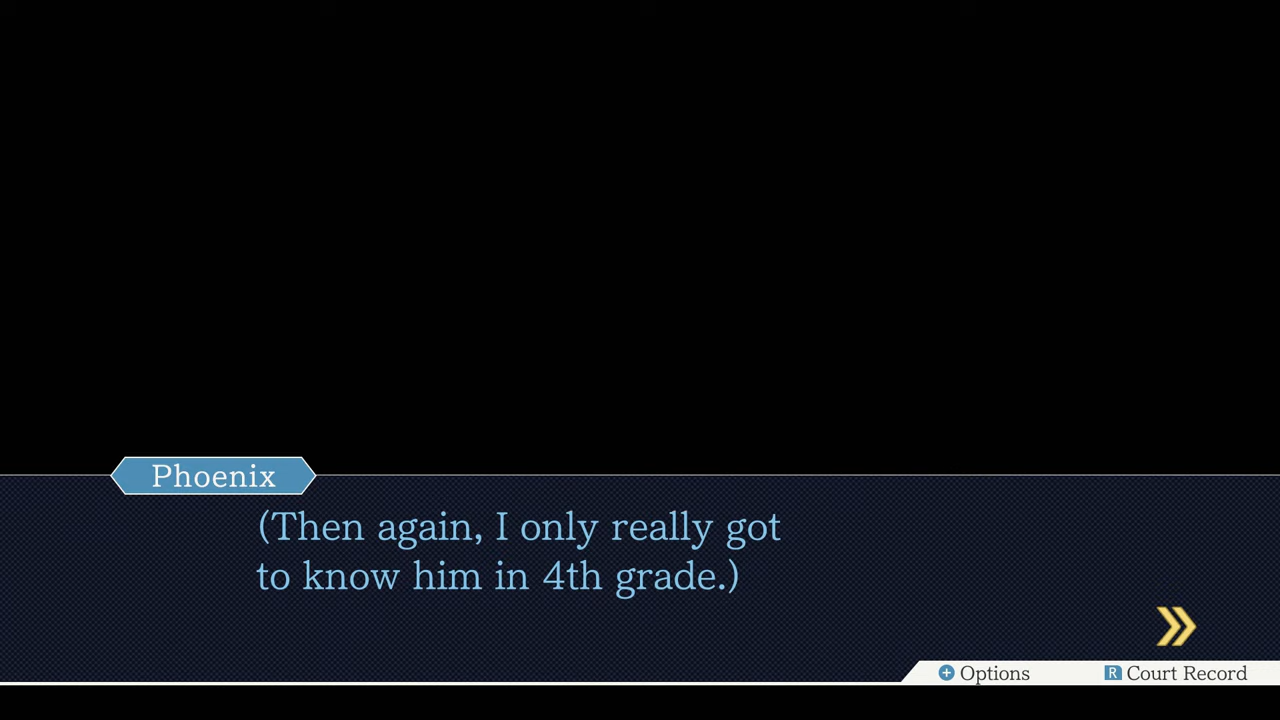 Phoenix
(Then again, I only really got
to know him in 4th grade.)
+ Options
R Court Record